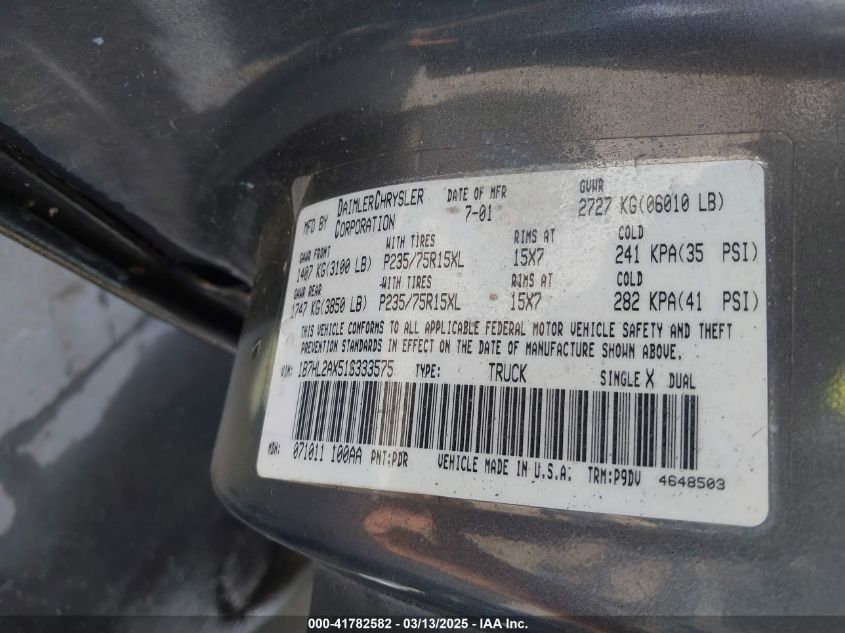 MFD BY DAIMLERCHRYSLER CORPORATION DATE OF MFR 7-01 GVWR 2727 KG(06010 LB)
GAWR FRONT WITH TIRES RIMS AT COLD
1407 KG(3100 LB) P235/75R15XL 15X7 241 KPA(35 PSI)
GAWR REAR WITH TIRES RIMS AT COLD
1747 KG(3850 LB) P235/75R15XL 15X7 282 KPA(41 PSI)
THIS VEHICLE CONFORMS TO ALL APPLICABLE FEDERAL MOTOR VEHICLE SAFETY AND THEFT
PREVENTION STANDARDS IN EFFECT ON THE DATE OF MANUFACTURE SHOWN ABOVE.
VIN: 1B7HL2AX51S333575 TYPE: TRUCK SINGLE X DUAL
MDH: 071011 100AA PNT:PDR VEHICLE MADE IN U.S.A. TRM:P9DV 4648503
000-41782582 - 03/13/2025 - IAA Inc.